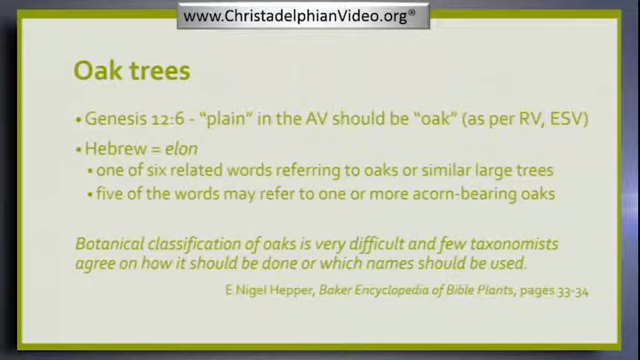 www.ChristadelphianVideo.org®
Oak trees
• Genesis 12:6 - "plain" in the AV should be "oak" (as per RV, ESV)
• Hebrew = elon
• one of six related words referring to oaks or similar large trees
• five of the words may refer to one or more acorn-bearing oaks
Botanical classification of oaks is very difficult and few taxonomists
agree on how it should be done or which names should be used.
E Nigel Hepper, Baker Encyclopedia of Bible Plants, pages 33-34